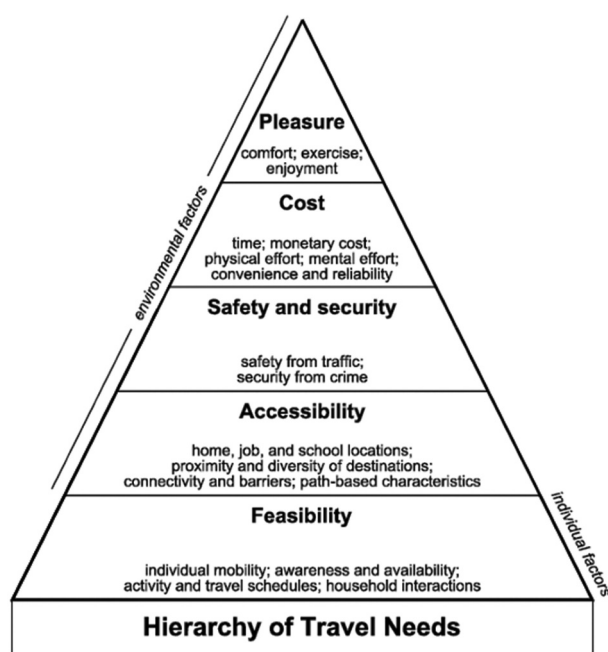 Pleasure
comfort; exercise;
enjoyment
Cost
time; monetary cost;
physical effort; mental effort;
convenience and reliability
environmental factors
Safety and security
safety from traffic;
security from crime
Accessibility
home, job, and school locations;
proximity and diversity of destinations;
connectivity and barriers; path-based characteristics
Feasibility
individual mobility; awareness and availability;
activity and travel schedules; household interactions
individual factors
Hierarchy of Travel Needs